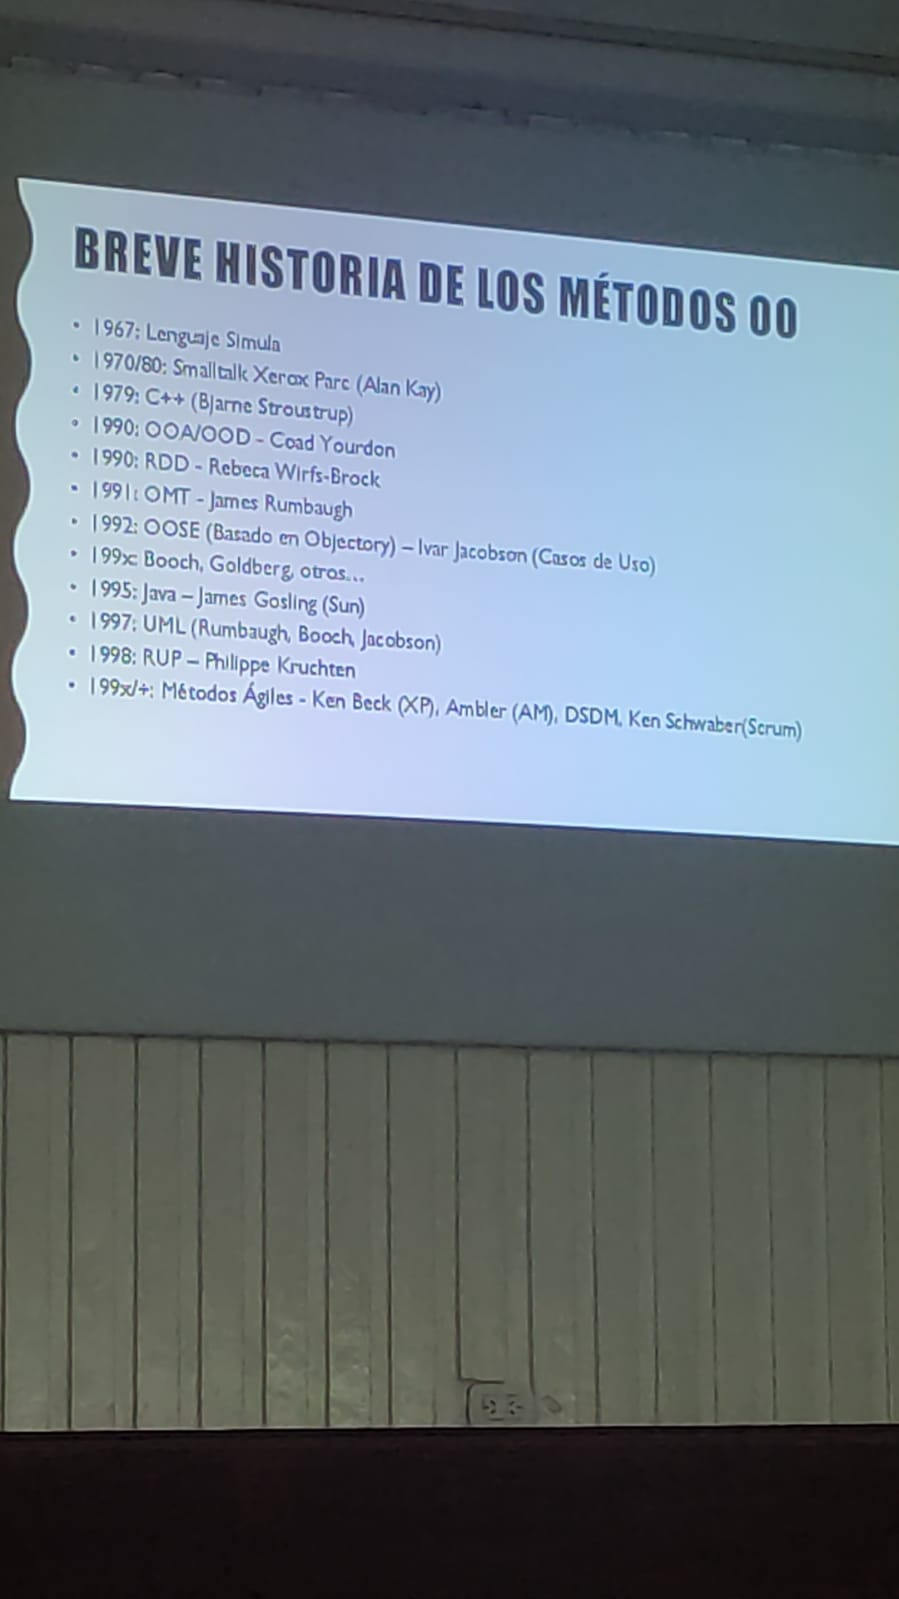 BREVE HISTORIA DE LOS MÉTODOS OO
• 1967: Lenguaje Simula
• 1970/80: Smalltalk Xerox Parc (Alan Kay)
• 1979: C++ (Bjarne Stroustrup)
• 1990: OOA/OOD - Coad Yourdon
• 1990: RDD - Rebeca Wirfs-Brock
• 1991: OMT - James Rumbaugh
• 1992: OOSE (Basado en Objectory) – Ivar Jacobson (Casos de Uso)
• 199x: Booch, Goldberg, otros...
• 1995: Java – James Gosling (Sun)
• 1997: UML (Rumbaugh, Booch, Jacobson)
• 1998: RUP – Philippe Kruchten
• 199x/+: Métodos Ágiles - Ken Beck (XP), Ambler (AM), DSDM, Ken Schwaber(Scrum)